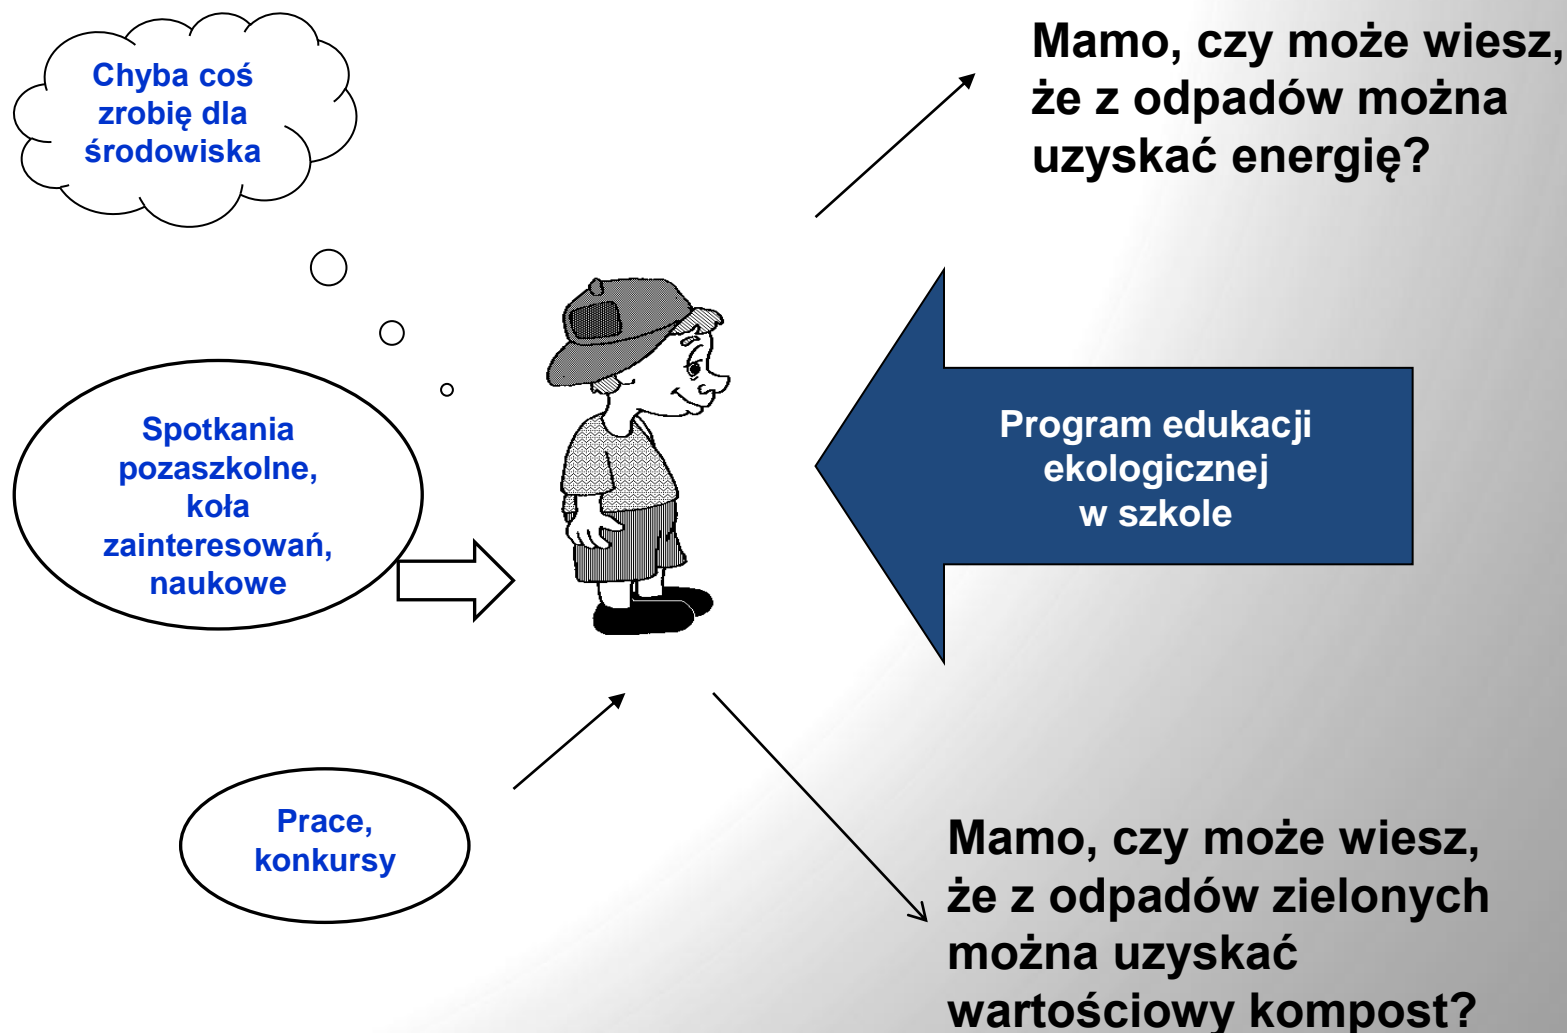 Chyba coś
zrobię dla
środowiska
Mamo, czy może wiesz,
że z odpadów można
uzyskać energię?
Spotkania
pozaszkolne,
koła
zainteresowań,
naukowe
Program edukacji
ekologicznej
w szkole
Prace,
konkursy
Mamo, czy może wiesz,
że z odpadów zielonych
można uzyskać
wartościowy kompost?